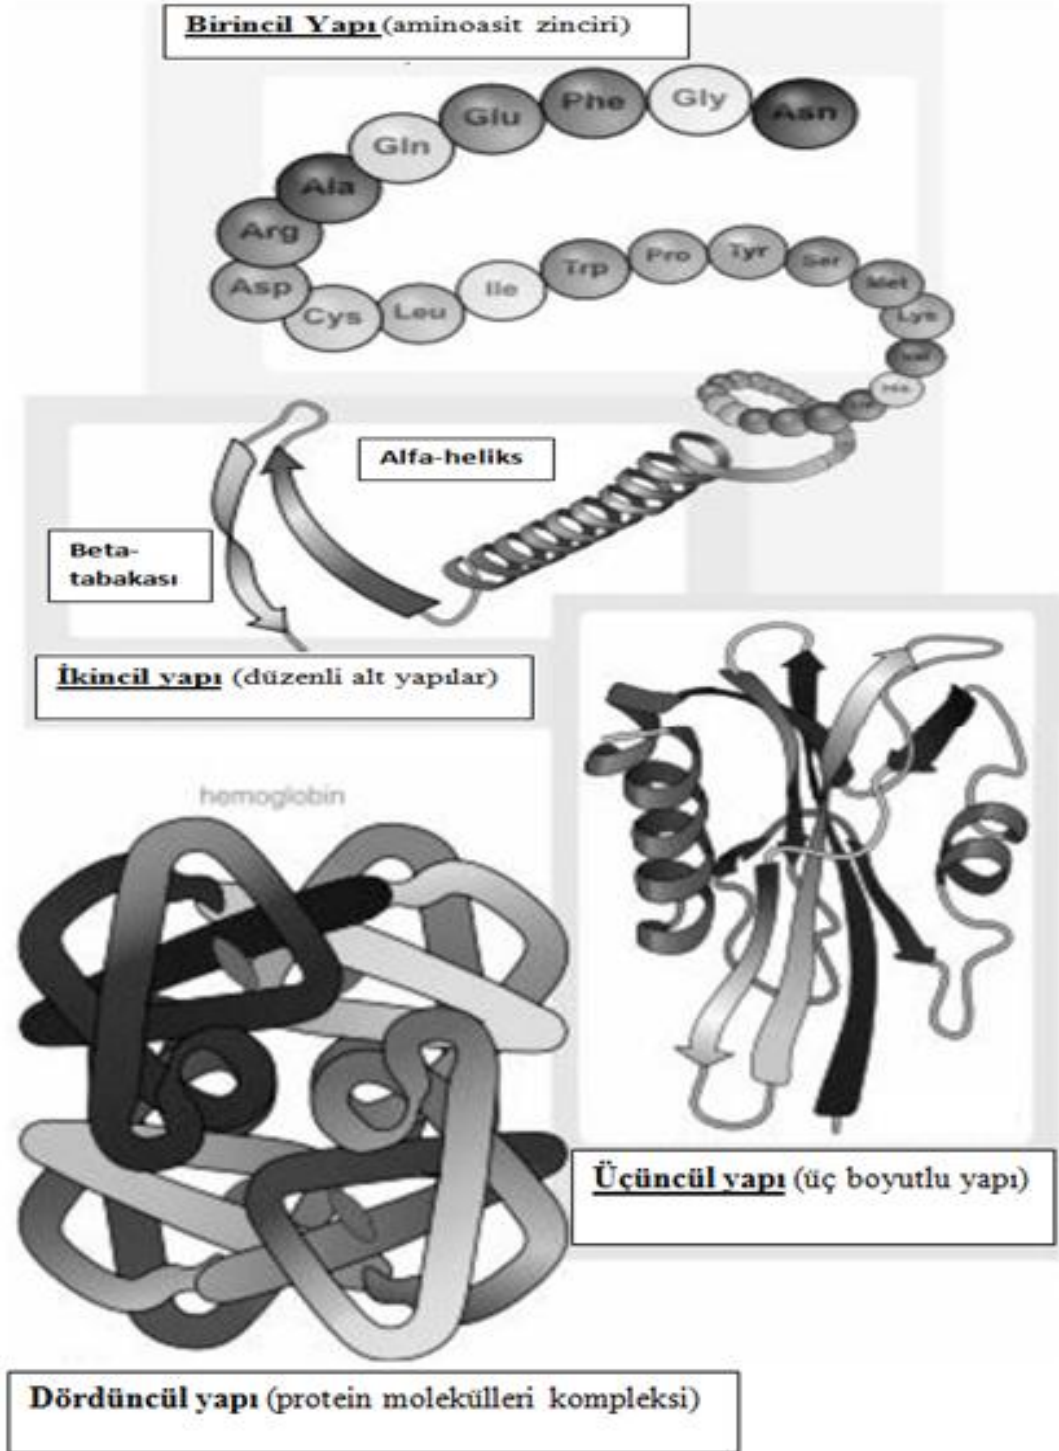 Birincil Yapı (aminoasit zinciri)
Asn
Gly
Phe
Glu
Gln
Ala
Arg
Asp
Cys
Leu
Ile
Trp
Pro
Tyr
Ser
Met
Lys
Alfa-heliks
Beta-
tabakası
İkincil yapı (düzenli alt yapılar)
hemoglobin
Üçüncül yapı (üç boyutlu yapı)
Dördüncül yapı (protein molekülleri kompleksi)